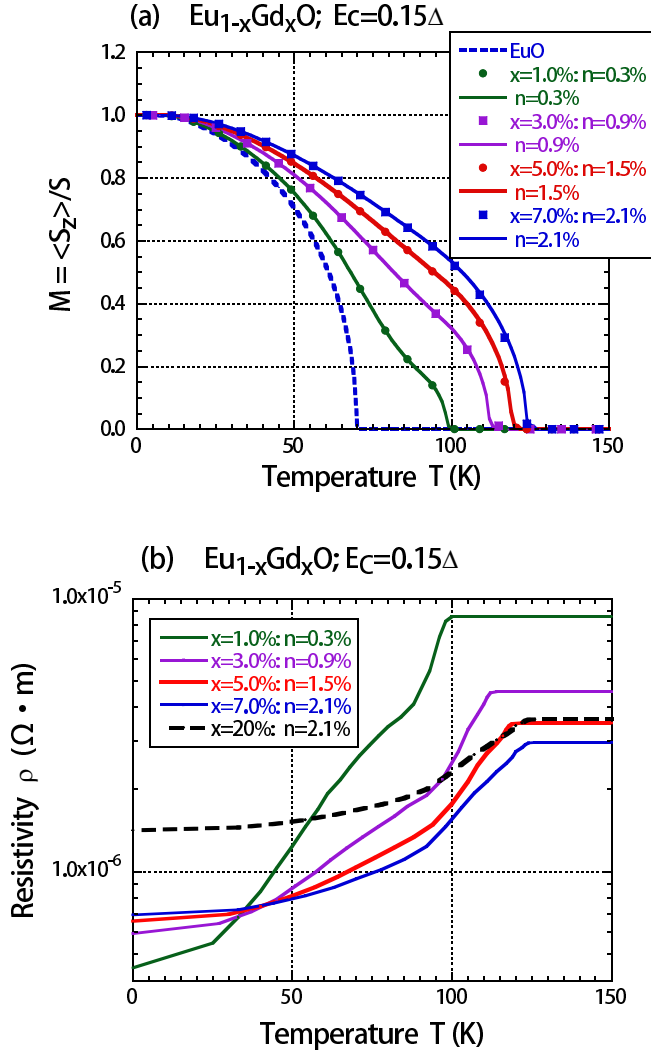 (a) Eu1-xGdxO; Ec=0.15Δ
1.2
1.0
0.8
0.6
0.4
0.2
0.0
M = <Sz>/S
EuO
x=1.0%: n=0.3%
n=0.3%
x=3.0%: n=0.9%
n=0.9%
x=5.0%: n=1.5%
n=1.5%
x=7.0%: n=2.1%
n=2.1%
0 50 100 150
Temperature T (K)
(b) Eu1-xGdxO; EC=0.15Δ
1.0x10-5
1.0x10-6
Resistivity ρ (Ω • m)
x=1.0%: n=0.3%
x=3.0%: n=0.9%
x=5.0%: n=1.5%
x=7.0%: n=2.1%
x=20%: n=2.1%
0 50 100 150
Temperature T (K)